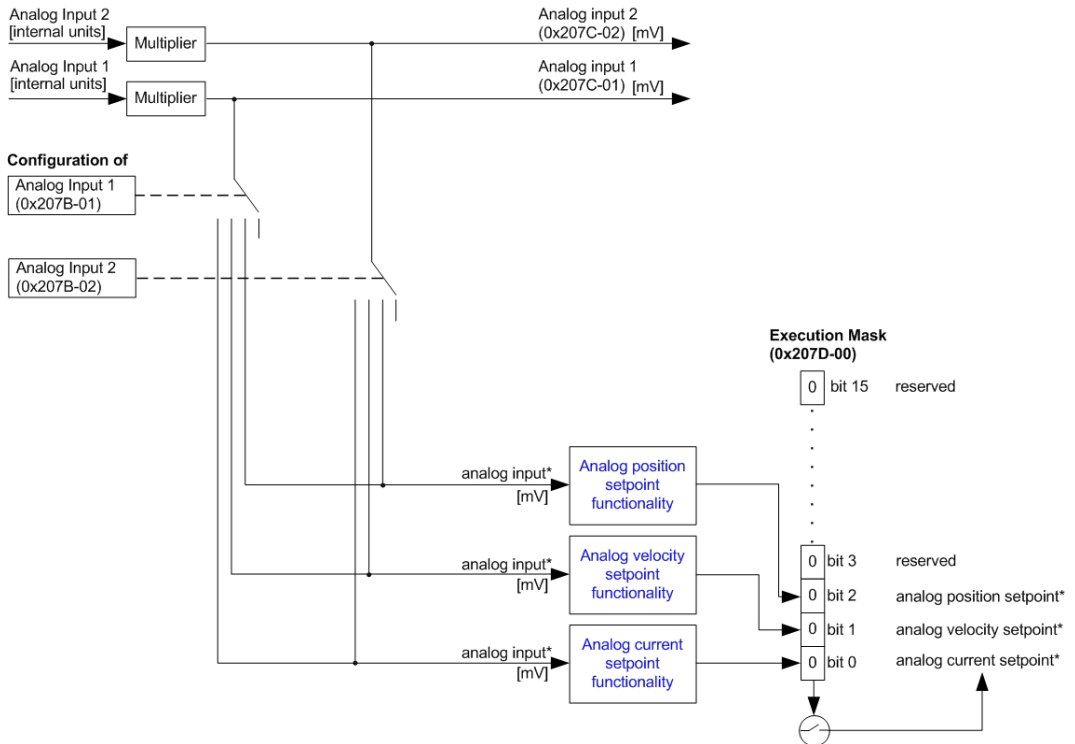 Analog Input 2
[internal units]
Multiplier
Analog input 2
(0x207C-02) [mV]
Analog Input 1
[internal units]
Multiplier
Analog input 1
(0x207C-01) [mV]
Configuration of
Analog Input 1
(0x207B-01)
Analog Input 2
(0x207B-02)
Execution Mask
(0x207D-00)
0 bit 15 reserved
analog input*
[mV]
Analog position
setpoint
functionality
analog input*
[mV]
Analog velocity
setpoint
functionality
analog input*
[mV]
Analog current
setpoint
functionality
0 bit 3 reserved
0 bit 2 analog position setpoint*
0 bit 1 analog velocity setpoint*
0 bit 0 analog current setpoint*